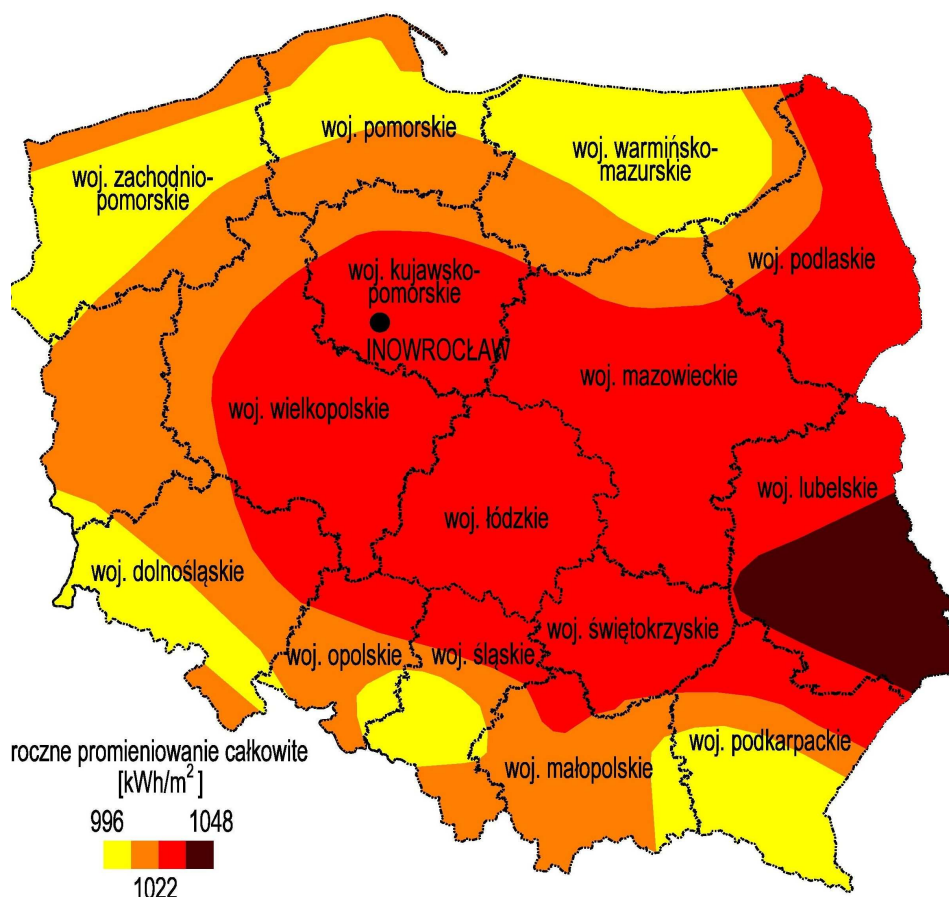 woj. pomorskie
woj. warmińsko-
mazurskie
woj. zachodnio-
pomorskie
woj. podlaskie
woj. kujawsko-
pomorskie
INOWROCŁAW
woj. mazowieckie
woj. wielkopolskie
woj. lubelskie
woj. łódzkie
woj. dolnośląskie
woj. świętokrzyskie
woj. opolskie
woj. śląskie
woj. podkarpackie
woj. małopolskie
roczne promieniowanie całkowite
[kWh/m² ]
996 1048
1022